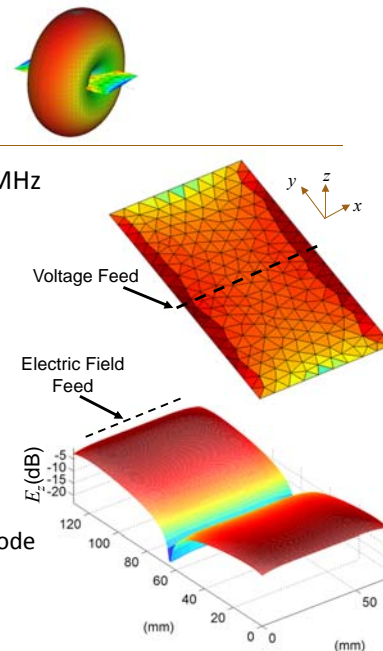 MHz
y z x
Voltage Feed
Electric Field
Feed
E_z(dB)
-5
-10
-15
-20
120
100
80
60
40
20
0
0
50
(mm)
(mm)
ode